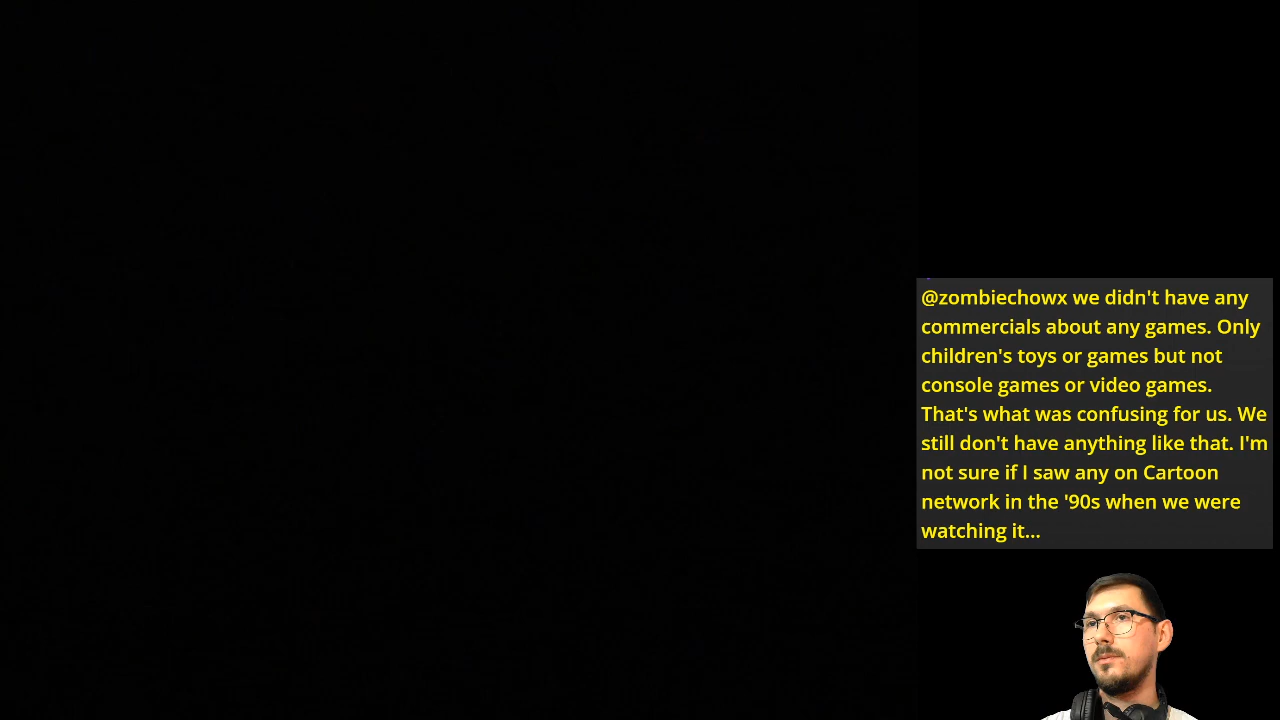 @zombiechowx we didn't have any
commercials about any games. Only
children's toys or games but not
console games or video games.
That's what was confusing for us. We
still don't have anything like that. I'm
not sure if I saw any on Cartoon
network in the '90s when we were
watching it...